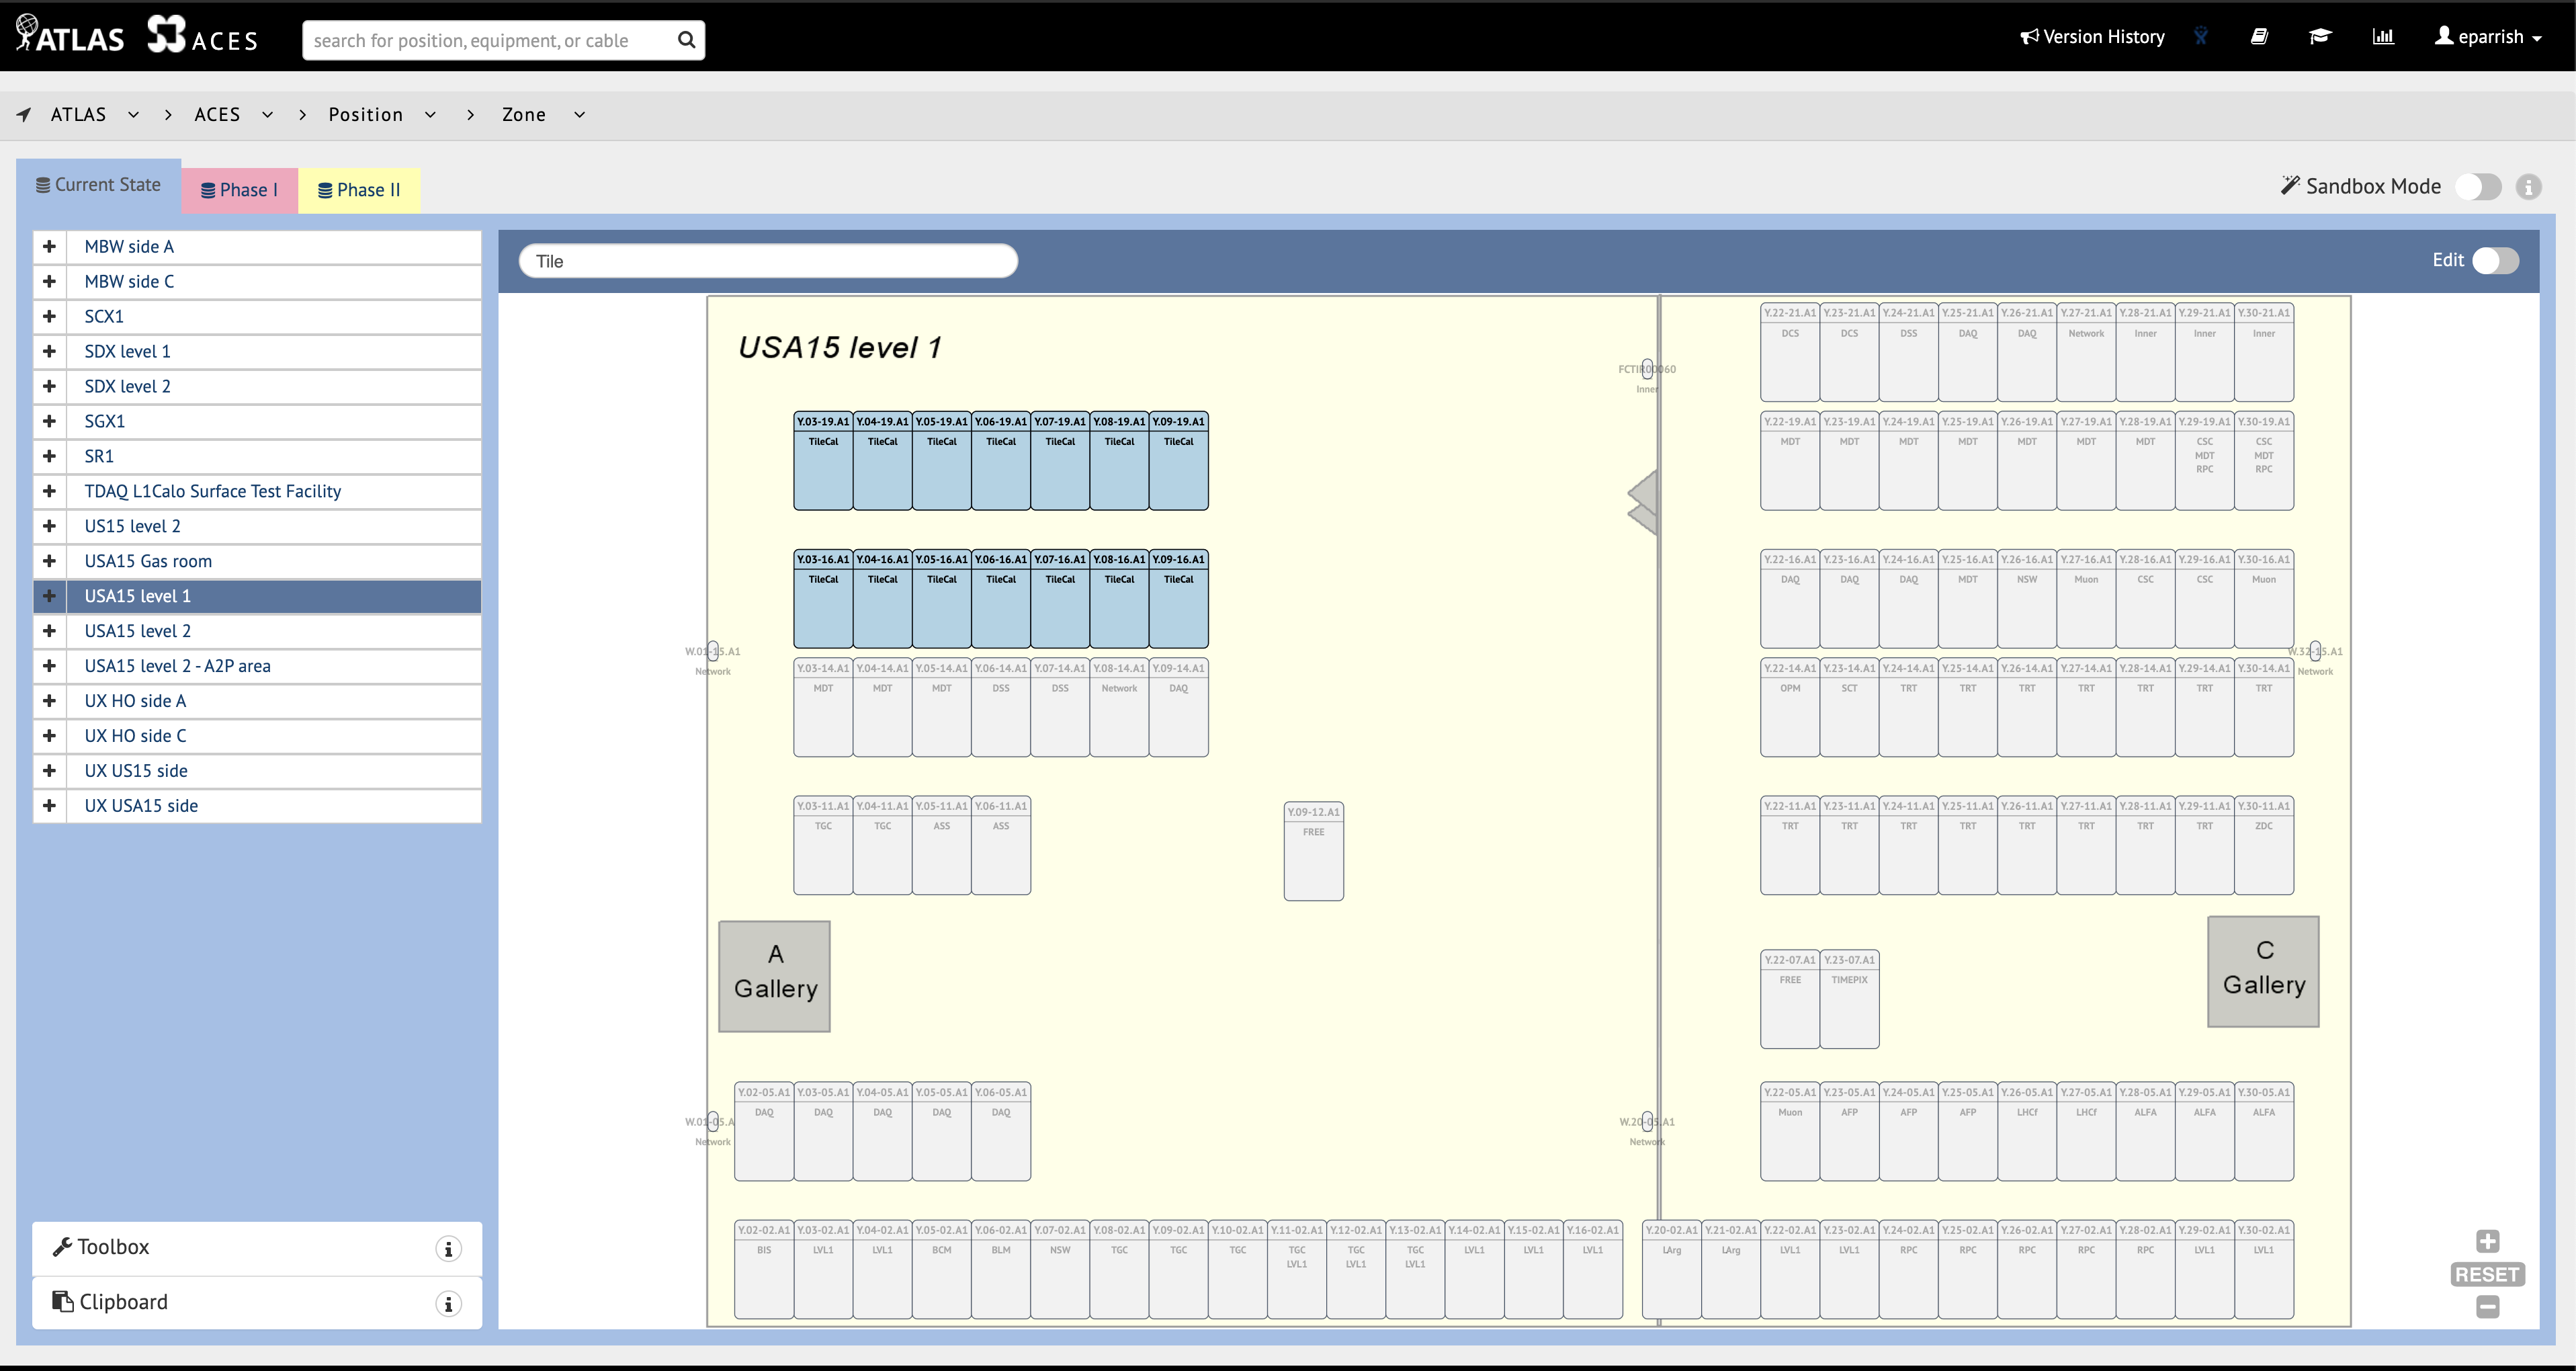 ATLAS ACES search for position, equipment, or cable Version History eparrish
ATLAS > ACES > Position > Zone
Current State Phase I Phase II Sandbox Mode
MBW side A
MBW side C
SCX1
SDX level 1
SDX level 2
SGX1
SR1
TDAQ L1Calo Surface Test Facility
US15 level 2
USA15 Gas room
USA15 level 1
USA15 level 2
USA15 level 2 - A2P area
UX HO side A
UX HO side C
UX US15 side
UX USA15 side
Toolbox
Clipboard
Tile Edit
USA15 level 1
Y.22-21.A1 Y.23-21.A1 Y.24-21.A1 Y.25-21.A1 Y.26-21.A1 Y.27-21.A1 Y.28-21.A1 Y.29-21.A1 Y.30-21.A1
DCS DCS DSS DAQ DAQ Network Inner Inner Inner
FCTIR00060
Inner
Y.03-19.A1 Y.04-19.A1 Y.05-19.A1 Y.06-19.A1 Y.07-19.A1 Y.08-19.A1 Y.09-19.A1 Y.22-19.A1 Y.23-19.A1 Y.24-19.A1 Y.25-19.A1 Y.26-19.A1 Y.27-19.A1 Y.28-19.A1 Y.29-19.A1 Y.30-19.A1
TileCal TileCal TileCal TileCal TileCal TileCal TileCal MDT MDT MDT MDT MDT MDT MDT CSC CSC
MDT MDT
RPC RPC
Y.03-16.A1 Y.04-16.A1 Y.05-16.A1 Y.06-16.A1 Y.07-16.A1 Y.08-16.A1 Y.09-16.A1 Y.22-16.A1 Y.23-16.A1 Y.24-16.A1 Y.25-16.A1 Y.26-16.A1 Y.27-16.A1 Y.28-16.A1 Y.29-16.A1 Y.30-16.A1
TileCal TileCal TileCal TileCal TileCal TileCal TileCal DAQ DAQ DAQ MDT NSW Muon CSC CSC Muon
W.01-15.A1 W.32-15.A1
Network Network
Y.03-14.A1 Y.04-14.A1 Y.05-14.A1 Y.06-14.A1 Y.07-14.A1 Y.08-14.A1 Y.09-14.A1 Y.22-14.A1 Y.23-14.A1 Y.24-14.A1 Y.25-14.A1 Y.26-14.A1 Y.27-14.A1 Y.28-14.A1 Y.29-14.A1 Y.30-14.A1
MDT MDT MDT DSS DSS Network DAQ OPM SCT TRT TRT TRT TRT TRT TRT TRT
Y.03-11.A1 Y.04-11.A1 Y.05-11.A1 Y.06-11.A1 Y.09-12.A1 Y.22-11.A1 Y.23-11.A1 Y.24-11.A1 Y.25-11.A1 Y.26-11.A1 Y.27-11.A1 Y.28-11.A1 Y.29-11.A1 Y.30-11.A1
TGC TGC ASS ASS FREE TRT TRT TRT TRT TRT TRT TRT TRT ZDC
A Gallery
C Gallery
Y.22-07.A1 Y.23-07.A1
FREE TIMEPIX
Y.02-05.A1 Y.03-05.A1 Y.04-05.A1 Y.05-05.A1 Y.06-05.A1 Y.22-05.A1 Y.23-05.A1 Y.24-05.A1 Y.25-05.A1 Y.26-05.A1 Y.27-05.A1 Y.28-05.A1 Y.29-05.A1 Y.30-05.A1
DAQ DAQ DAQ DAQ DAQ Muon AFP AFP AFP LHCf LHCf ALFA ALFA ALFA
W.01-05.A W.20-05.A1
Network Network
Y.02-02.A1 Y.03-02.A1 Y.04-02.A1 Y.05-02.A1 Y.06-02.A1 Y.07-02.A1 Y.08-02.A1 Y.09-02.A1 Y.10-02.A1 Y.11-02.A1 Y.12-02.A1 Y.13-02.A1 Y.14-02.A1 Y.15-02.A1 Y.16-02.A1 Y.20-02.A1 Y.21-02.A1 Y.22-02.A1 Y.23-02.A1 Y.24-02.A1 Y.25-02.A1 Y.26-02.A1 Y.27-02.A1 Y.28-02.A1 Y.29-02.A1 Y.30-02.A1
BIS LVL1 LVL1 BCM BLM NSW TGC TGC TGC TGC TGC TGC LVL1 LVL1 LVL1 LArg LArg LVL1 LVL1 RPC RPC RPC RPC RPC LVL1 LVL1
LVL1 LVL1 LVL1
RESET